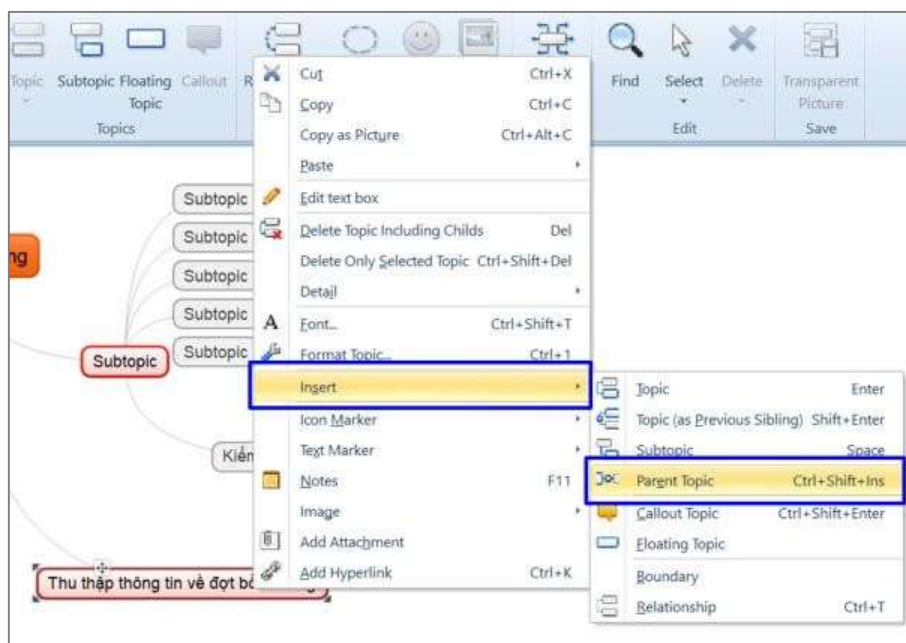 Topic
Subtopic
Floating Topic
Callout
Topics
Find
Select
Delete
Edit
Transparent Picture
Save
ng
Subtopic
Subtopic
Subtopic
Subtopic
Subtopic
Subtopic
Thu thập thông tin về đợt
Cut Ctrl+X
Copy Ctrl+C
Copy as Picture Ctrl+Alt+C
Paste
Edit text box
Delete Topic Including Childs Del
Delete Only Selected Topic Ctrl+Shift+Del
Detail
Font... Ctrl+Shift+T
Format Topic... Ctrl+1
Insert
Icon Marker
Text Marker
Notes F11
Image
Add Attachment
Add Hyperlink Ctrl+K
Topic Enter
Topic (as Previous Sibling) Shift+Enter
Subtopic Space
Parent Topic Ctrl+Shift+Ins
Callout Topic Ctrl+Shift+Enter
Floating Topic
Boundary
Relationship Ctrl+T